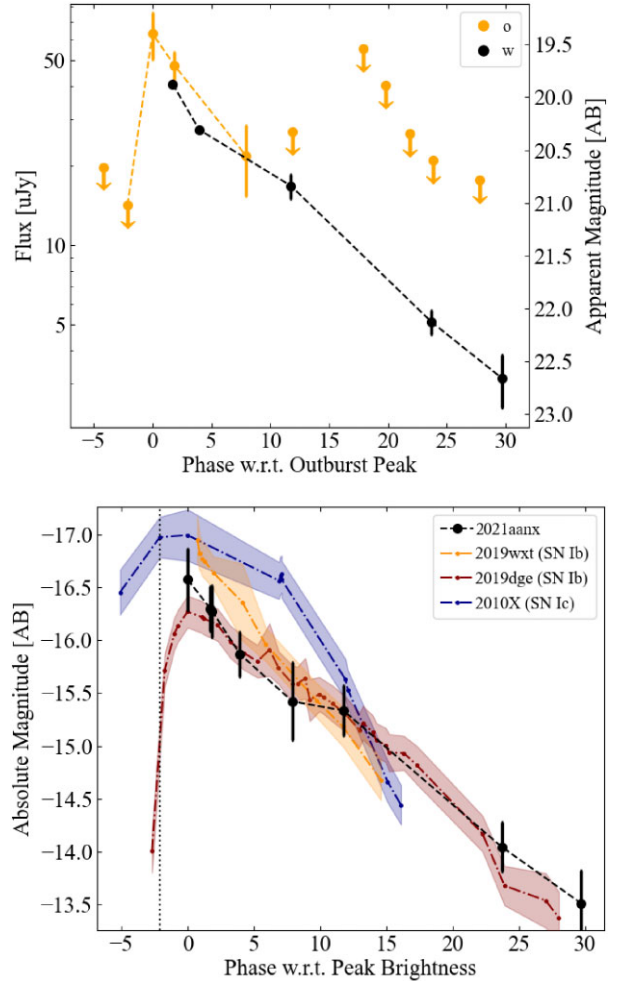 o
w
50
10
5
Flux [uJy]
19.5
20.0
20.5
21.0
21.5
22.0
22.5
23.0
Apparent Magnitude [AB]
−5 0 5 10 15 20 25 30
Phase w.r.t. Outburst Peak
2021aanx
2019wxt (SN Ib)
2019dge (SN Ib)
2010X (SN Ic)
−17.0
−16.5
−16.0
−15.5
−15.0
−14.5
−14.0
−13.5
Absolute Magnitude [AB]
−5 0 5 10 15 20 25 30
Phase w.r.t. Peak Brightness